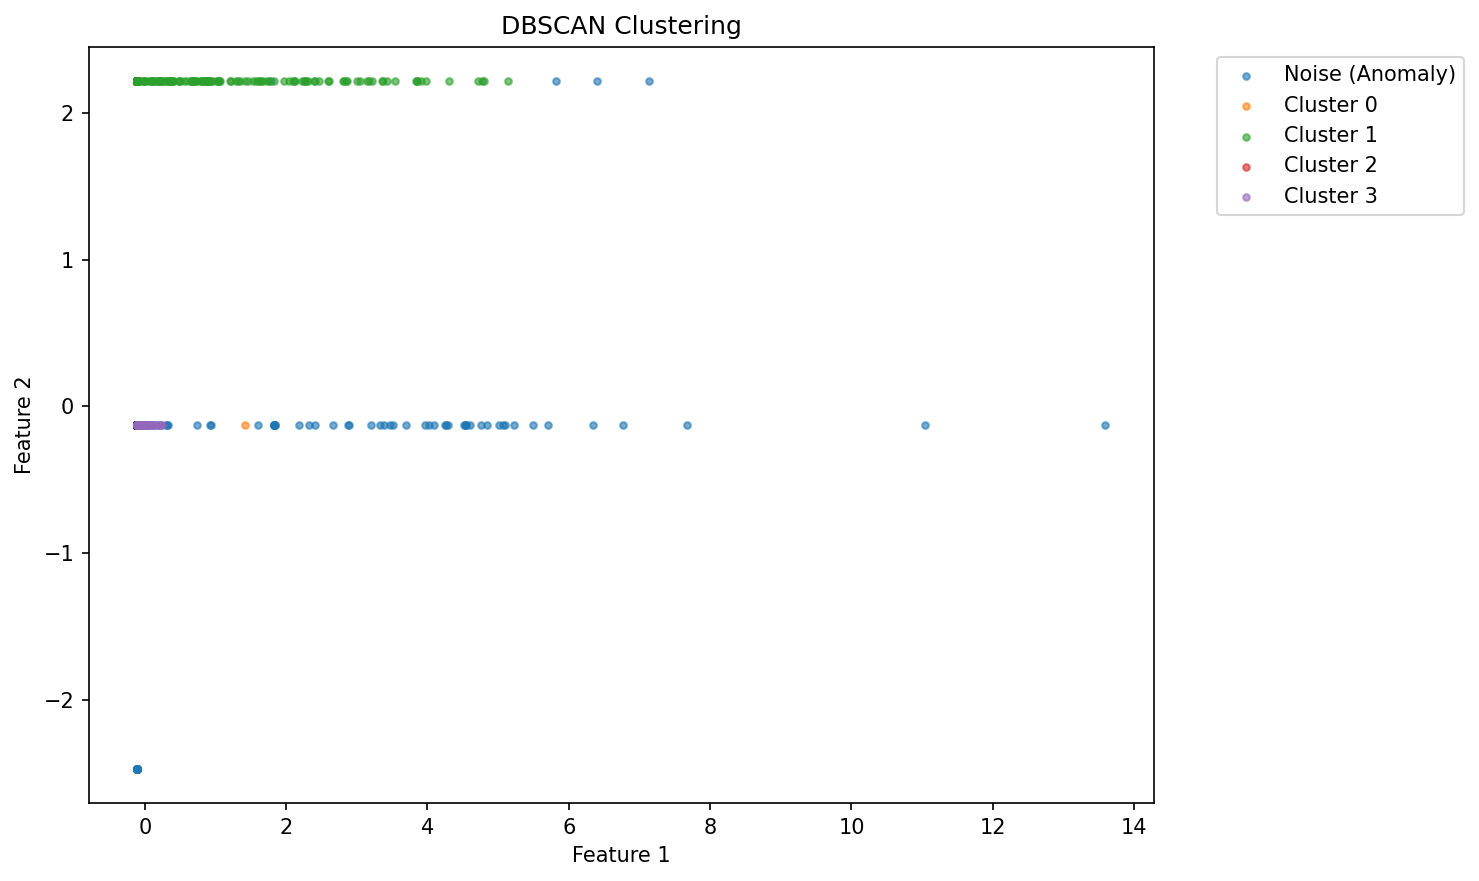 DBSCAN Clustering
Noise (Anomaly)
Cluster 0
Cluster 1
Cluster 2
Cluster 3
2
1
0
−1
−2
Feature 2
0 2 4 6 8 10 12 14
Feature 1